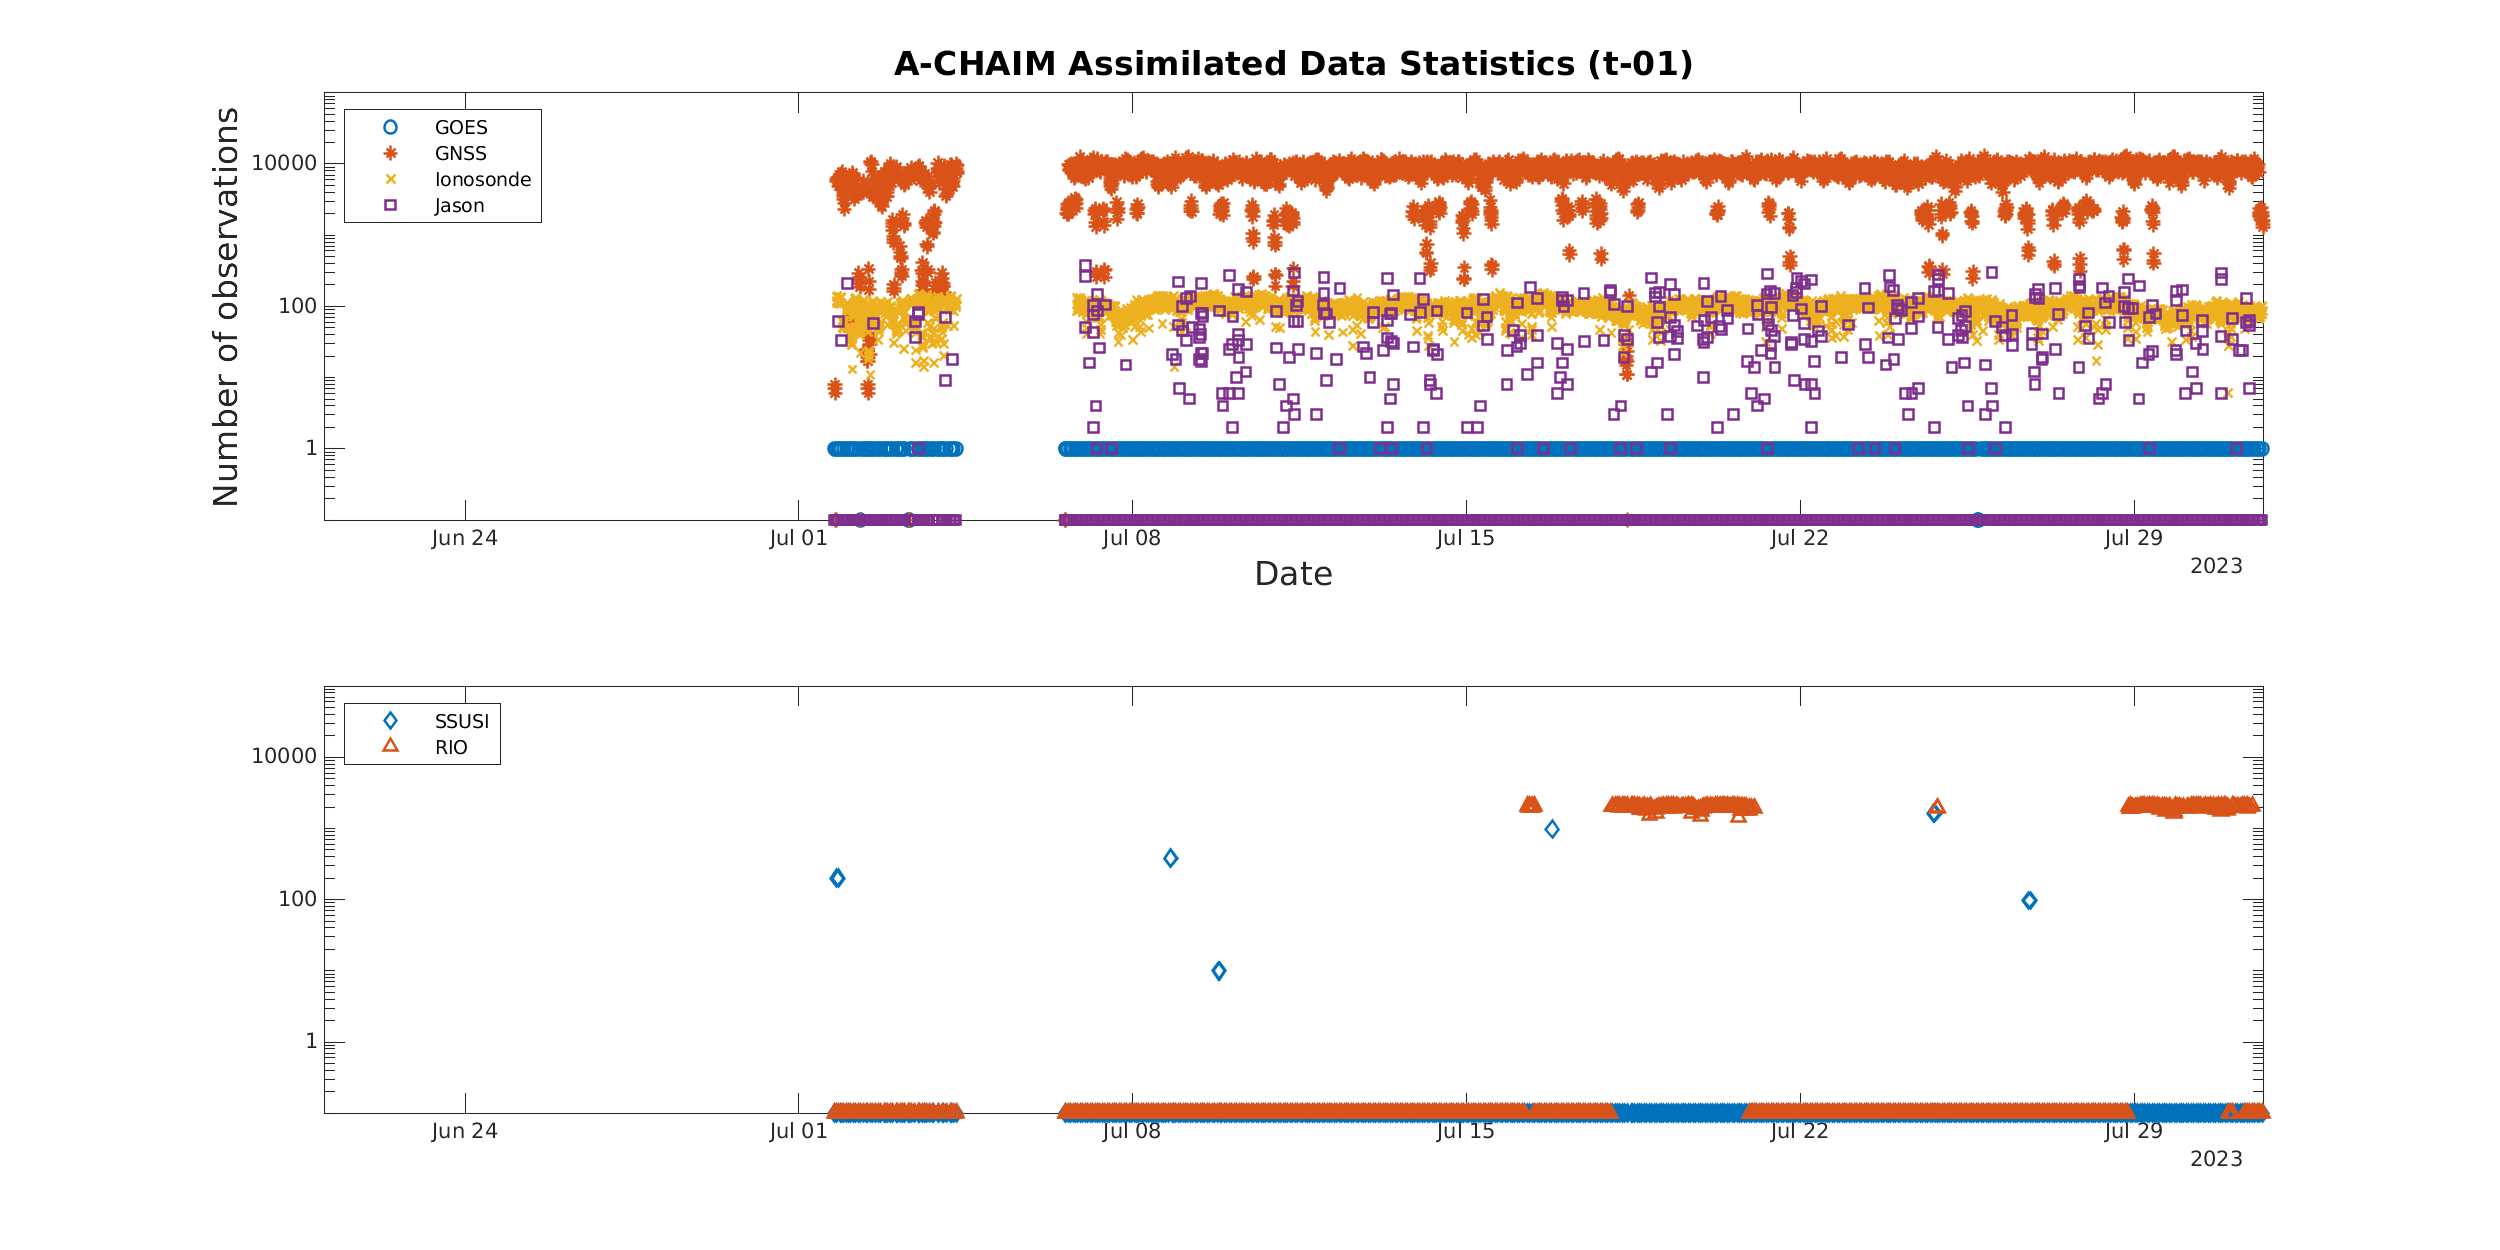 A-CHAIM Assimilated Data Statistics (t-01)
Number of observations
10000
100
1
GOES
GNSS
Ionosonde
Jason
Jun 24
Jul 01
Jul 08
Jul 15
Jul 22
Jul 29
2023
Date
10000
100
1
SSUSI
RIO
Jun 24
Jul 01
Jul 08
Jul 15
Jul 22
Jul 29
2023